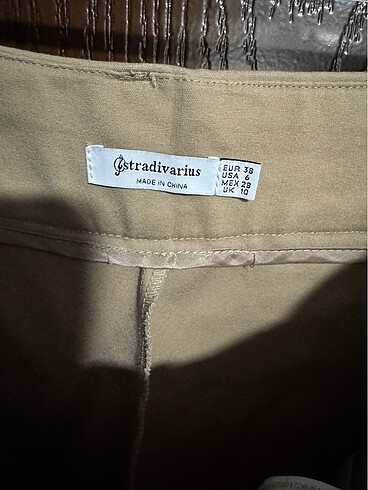 stradivarius
MADE IN CHINA
EUR 38
USA 6
MEX 28
UK 10